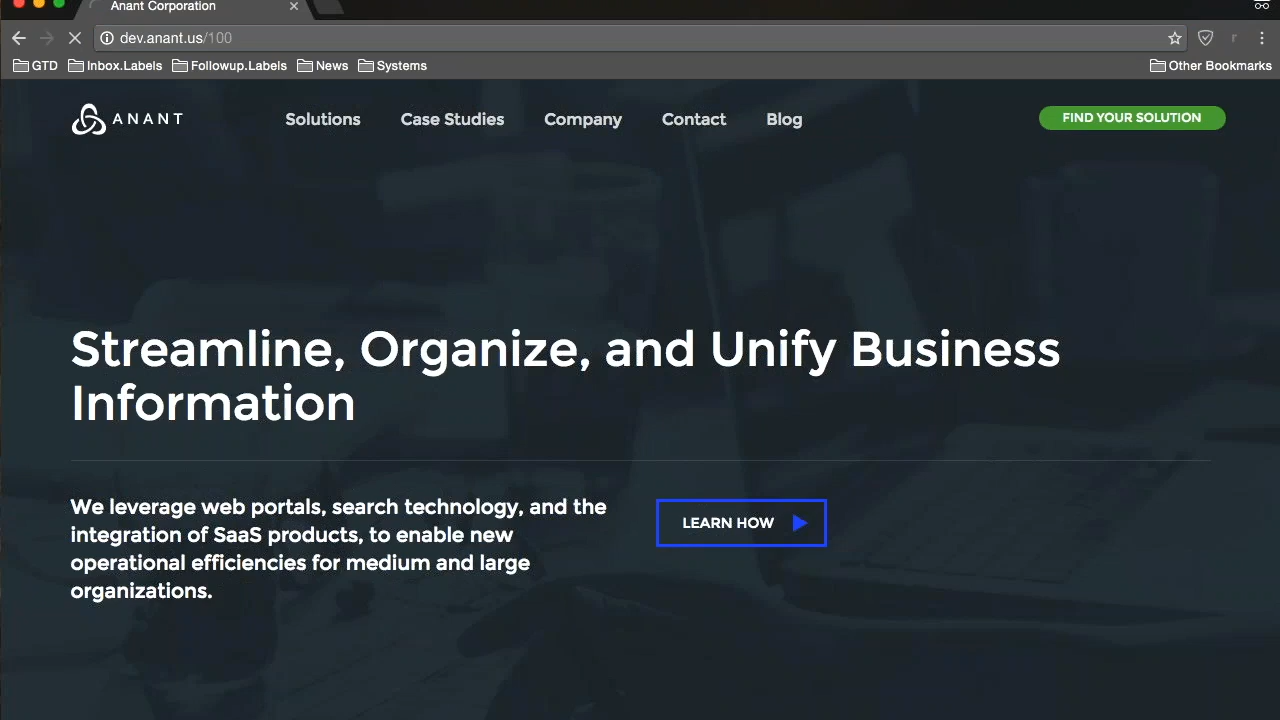 Anant Corporation
dev.anant.us/100
GTD Inbox.Labels Followup.Labels News Systems Other Bookmarks
ANANT Solutions Case Studies Company Contact Blog FIND YOUR SOLUTION
Streamline, Organize, and Unify Business
Information
We leverage web portals, search technology, and the
integration of SaaS products, to enable new
operational efficiencies for medium and large
organizations.
LEARN HOW